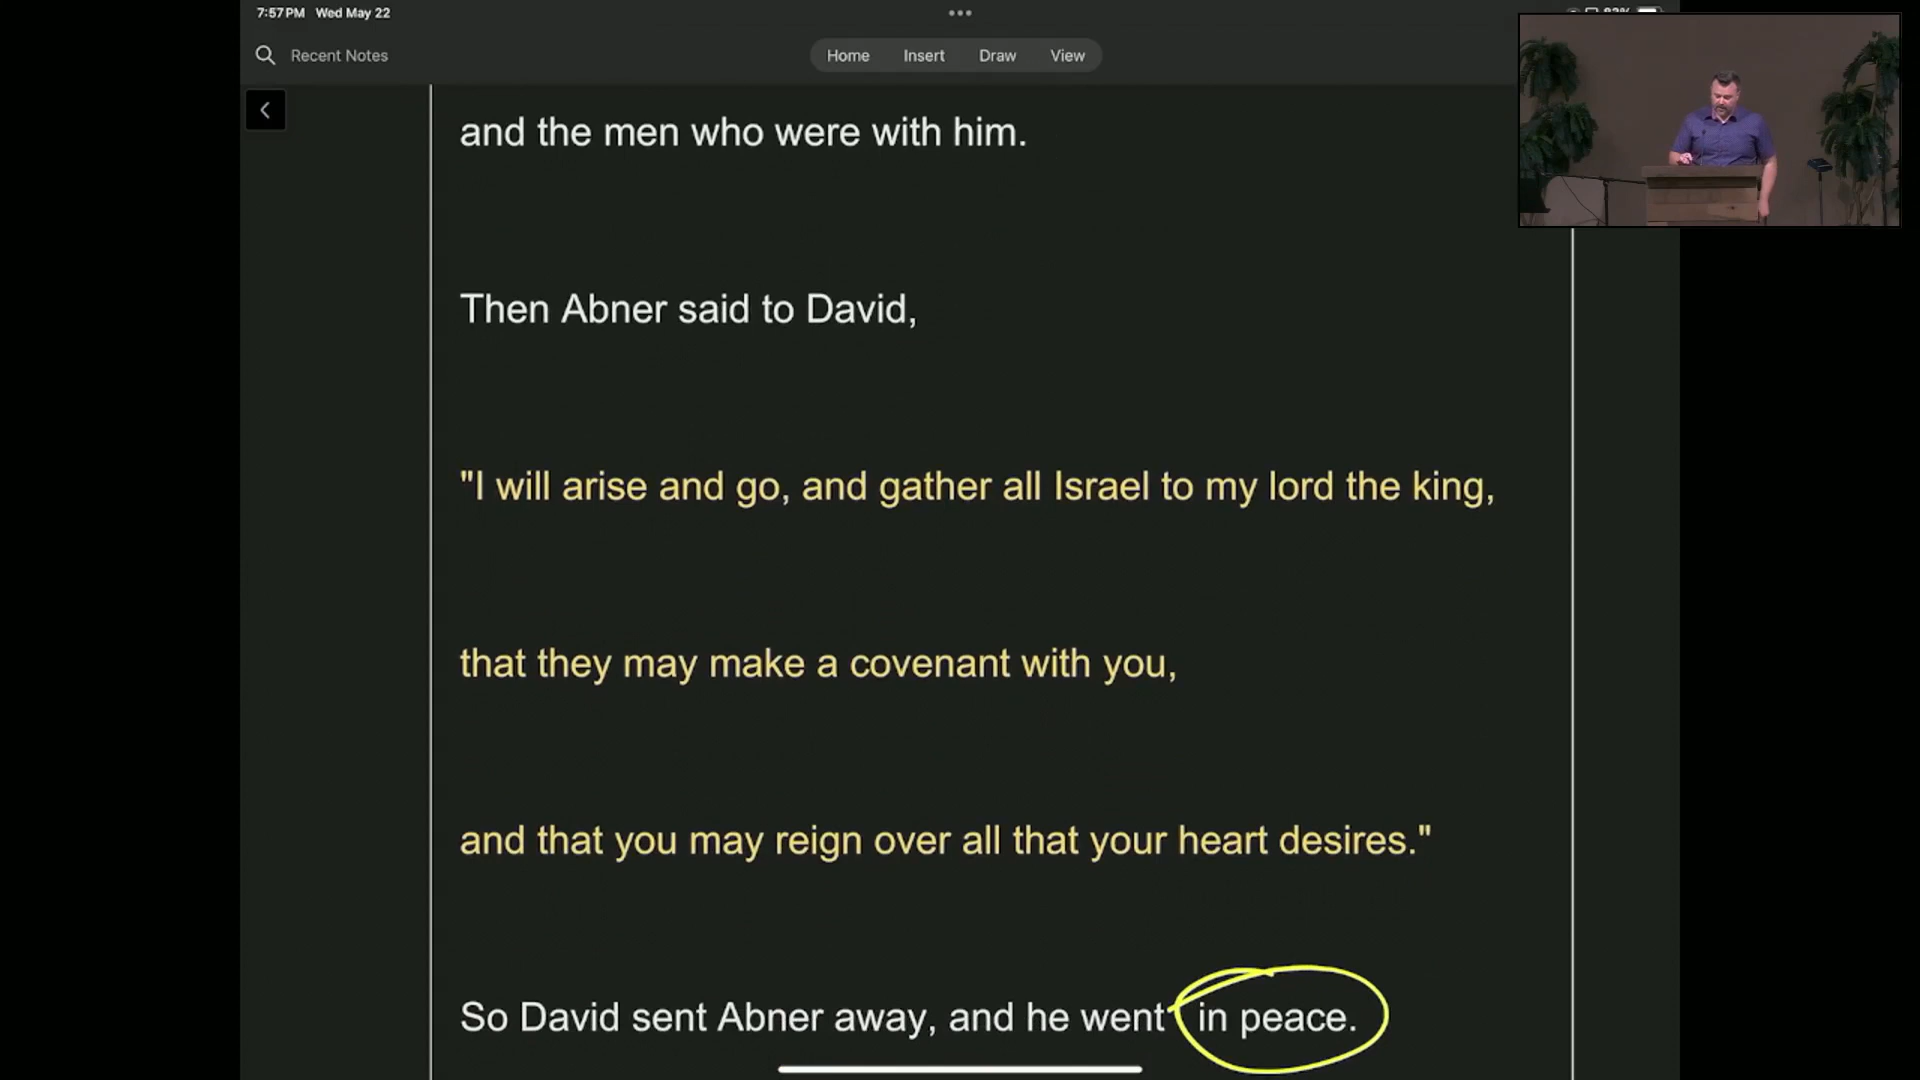 7:57 PM Wed May 22
Recent Notes
Home Insert Draw View
and the men who were with him.
Then Abner said to David,
"I will arise and go, and gather all Israel to my lord the king,
that they may make a covenant with you,
and that you may reign over all that your heart desires."
So David sent Abner away, and he went in peace.